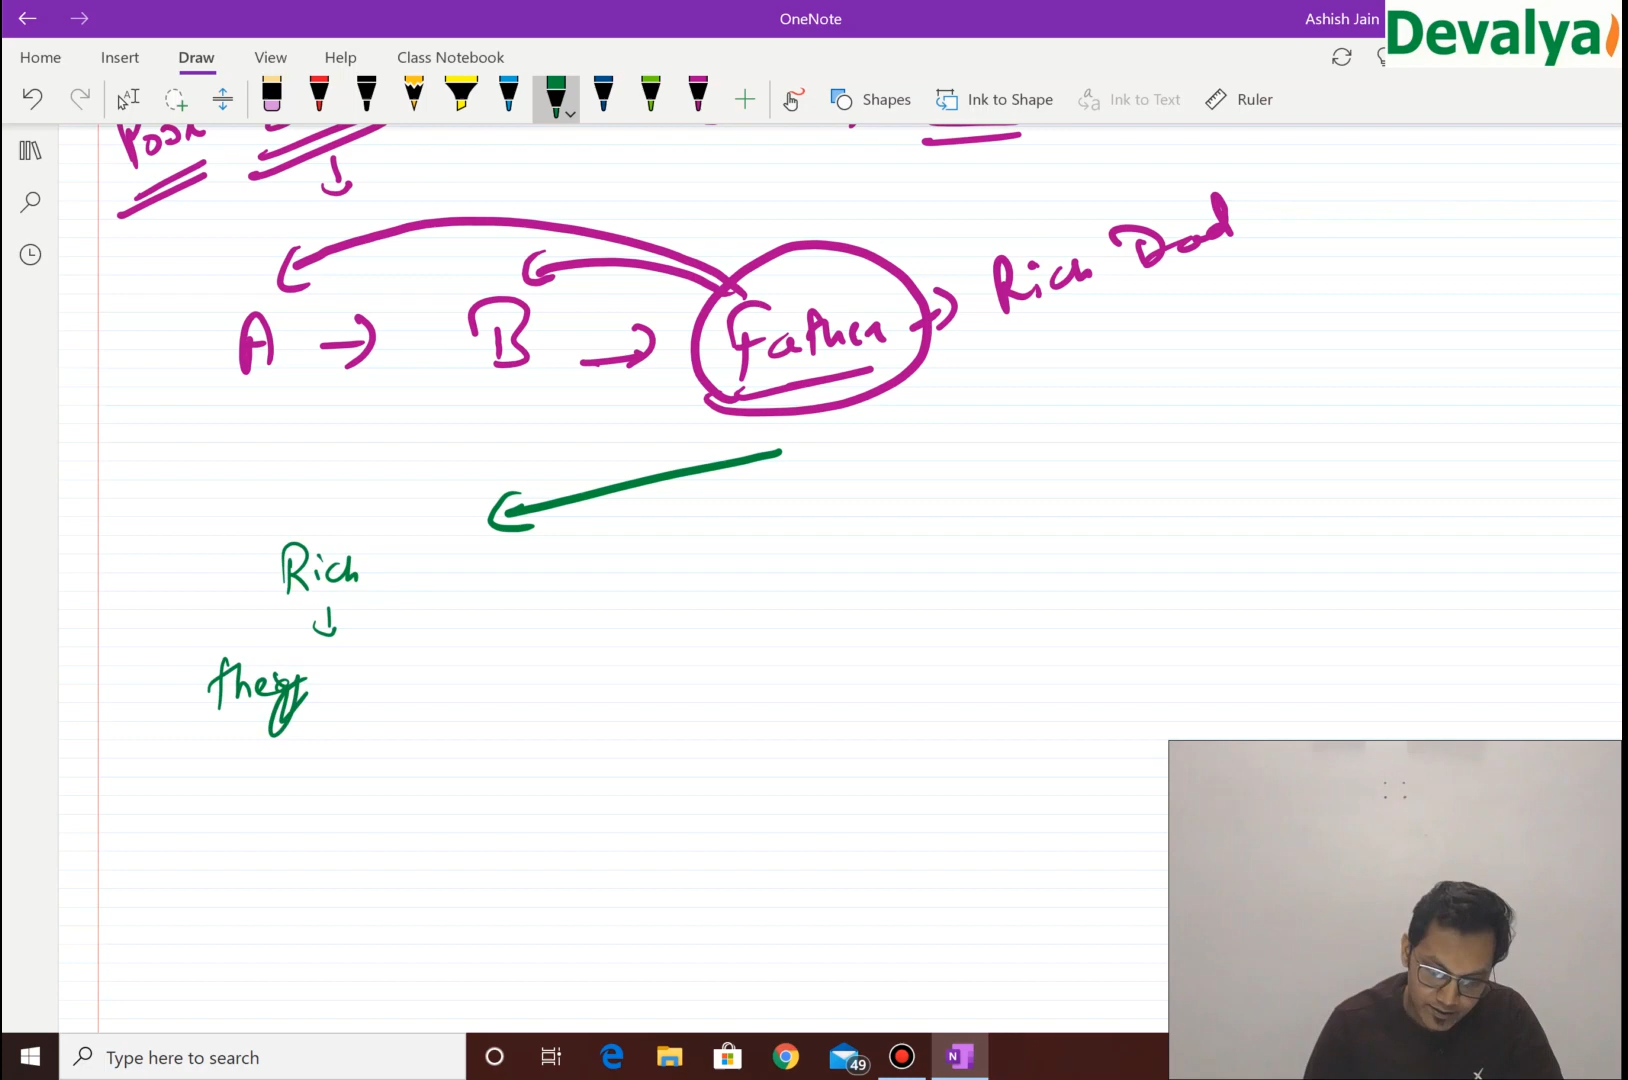 OneNote
Ashish Jain
Devalya
Home Insert Draw View Help Class Notebook
Shapes Ink to Shape Ink to Text Ruler
Poor
Rich Dad
A → B → Father →
Rich
↓
Type here to search
49